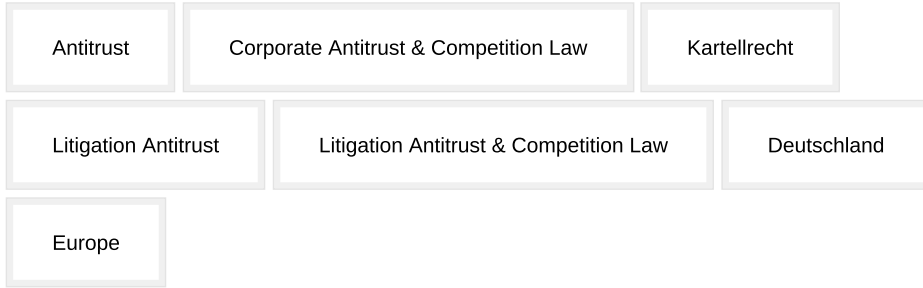 Antitrust Corporate Antitrust & Competition Law Kartellrecht
Litigation Antitrust Litigation Antitrust & Competition Law Deutschland
Europe